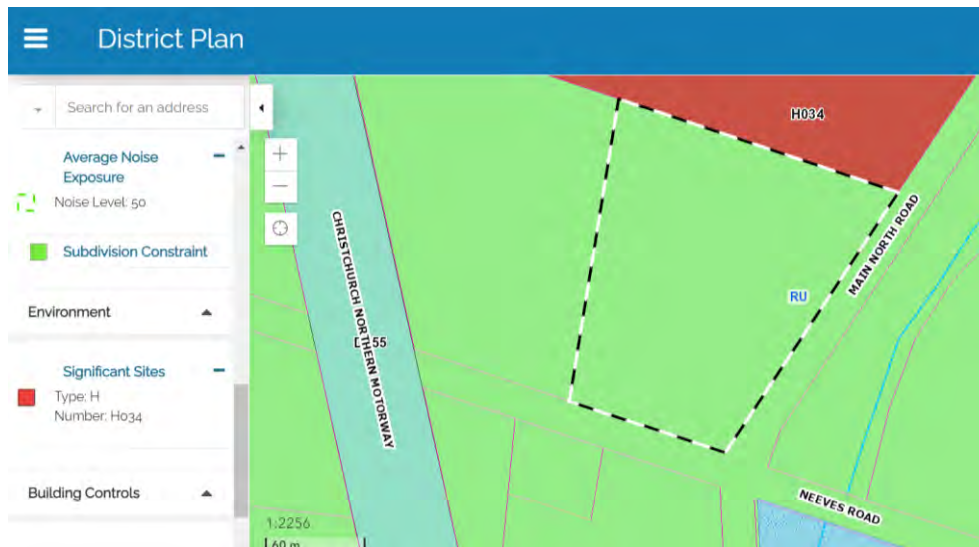 District Plan
Search for an address
Average Noise
Exposure
Noise Level: 50
Subdivision Constraint
Environment
Significant Sites
Type: H
Number: H034
Building Controls
H034
MAIN NORTH ROAD
RU
CHRISTCHURCH NORTHERN MOTORWAY
NEEVES ROAD
1:2256
60 m